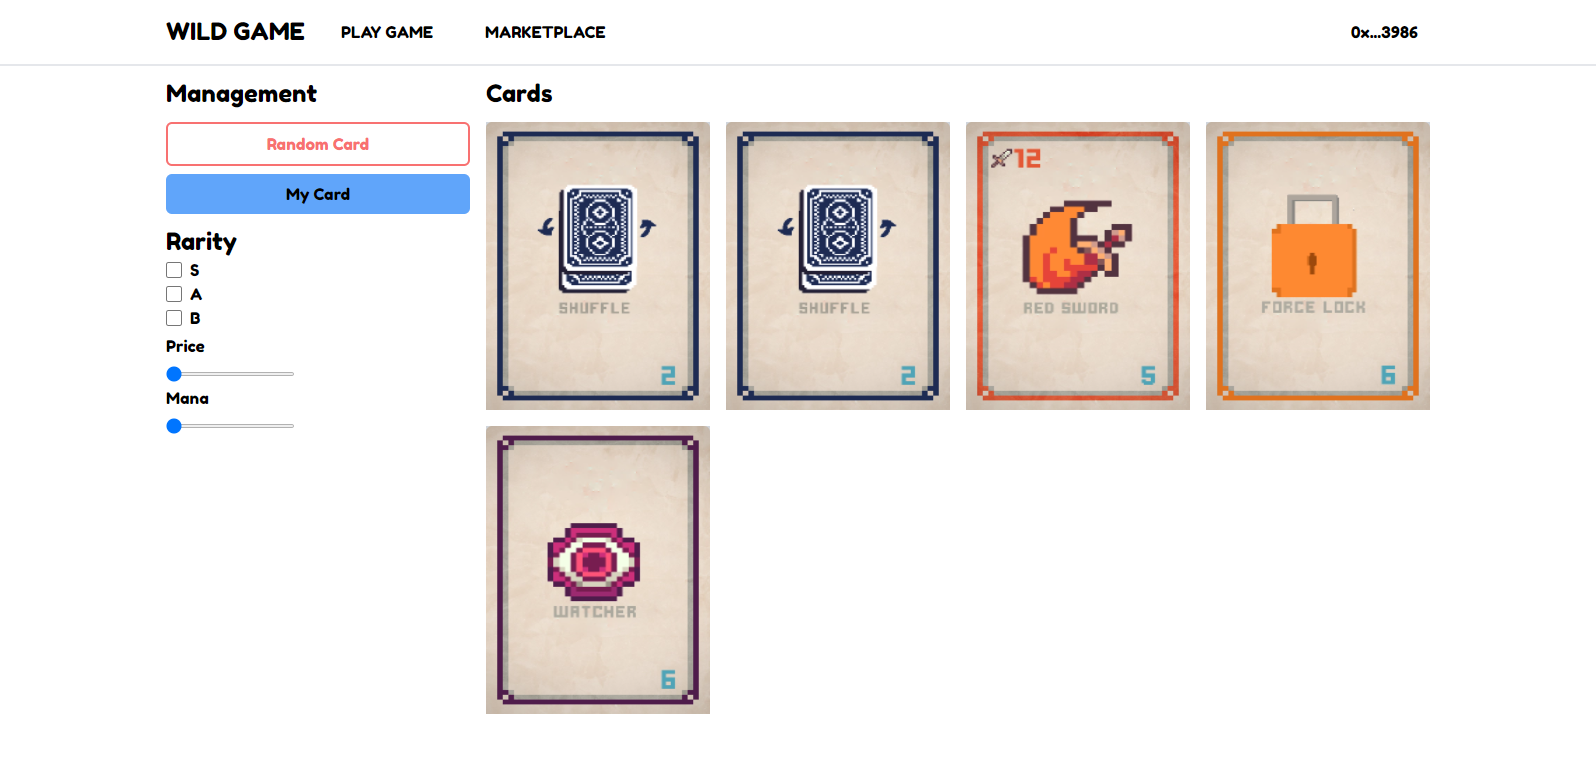 WILD GAME PLAY GAME MARKETPLACE 0x...3986
Management
Random Card
My Card
Rarity
S
A
B
Price
Mana
Cards
SHUFFLE
2
SHUFFLE
2
12
RED SWORD
5
FORCE LOCK
6
WATCHER
6